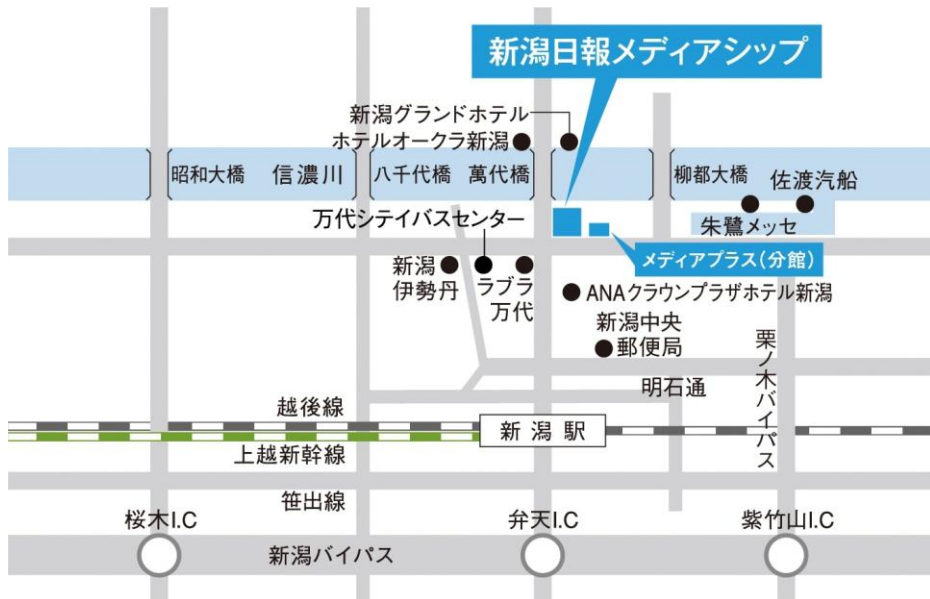 新潟日報メディアシップ
新潟グランドホテル
ホテルオークラ新潟
昭和大橋
信濃川
八千代橋
萬代橋
柳都大橋
佐渡汽船
朱鷺メッセ
万代シテイバスセンター
メディアプラス(分館)
新潟
伊勢丹
ラブラ
万代
ANAクラウンプラザホテル新潟
新潟中央
郵便局
栗ノ木バイパス
明石通
越後線
新潟駅
上越新幹線
笹出線
桜木I.C
弁天I.C
紫竹山I.C
新潟バイパス